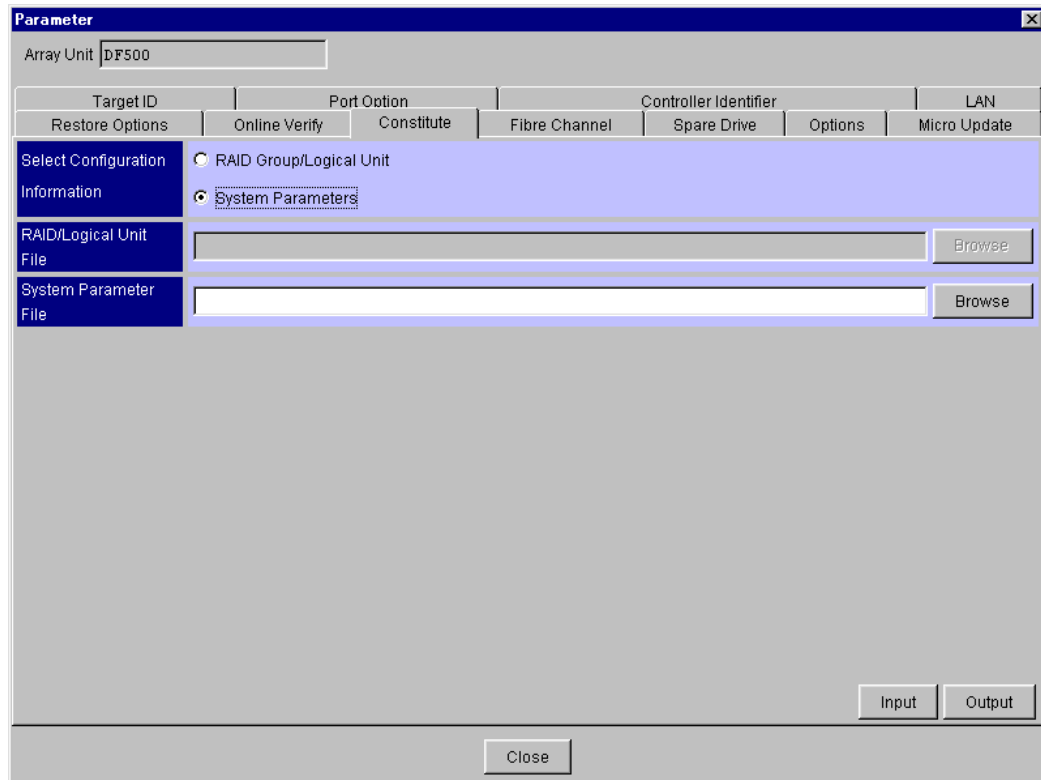 Parameter
Array Unit DF500
Target ID Port Option Controller Identifier LAN
Restore Options Online Verify Constitute Fibre Channel Spare Drive Options Micro Update
Select Configuration
Information
RAID Group/Logical Unit
System Parameters
RAID/Logical Unit
File
Browse
System Parameter
File
Browse
Input Output
Close